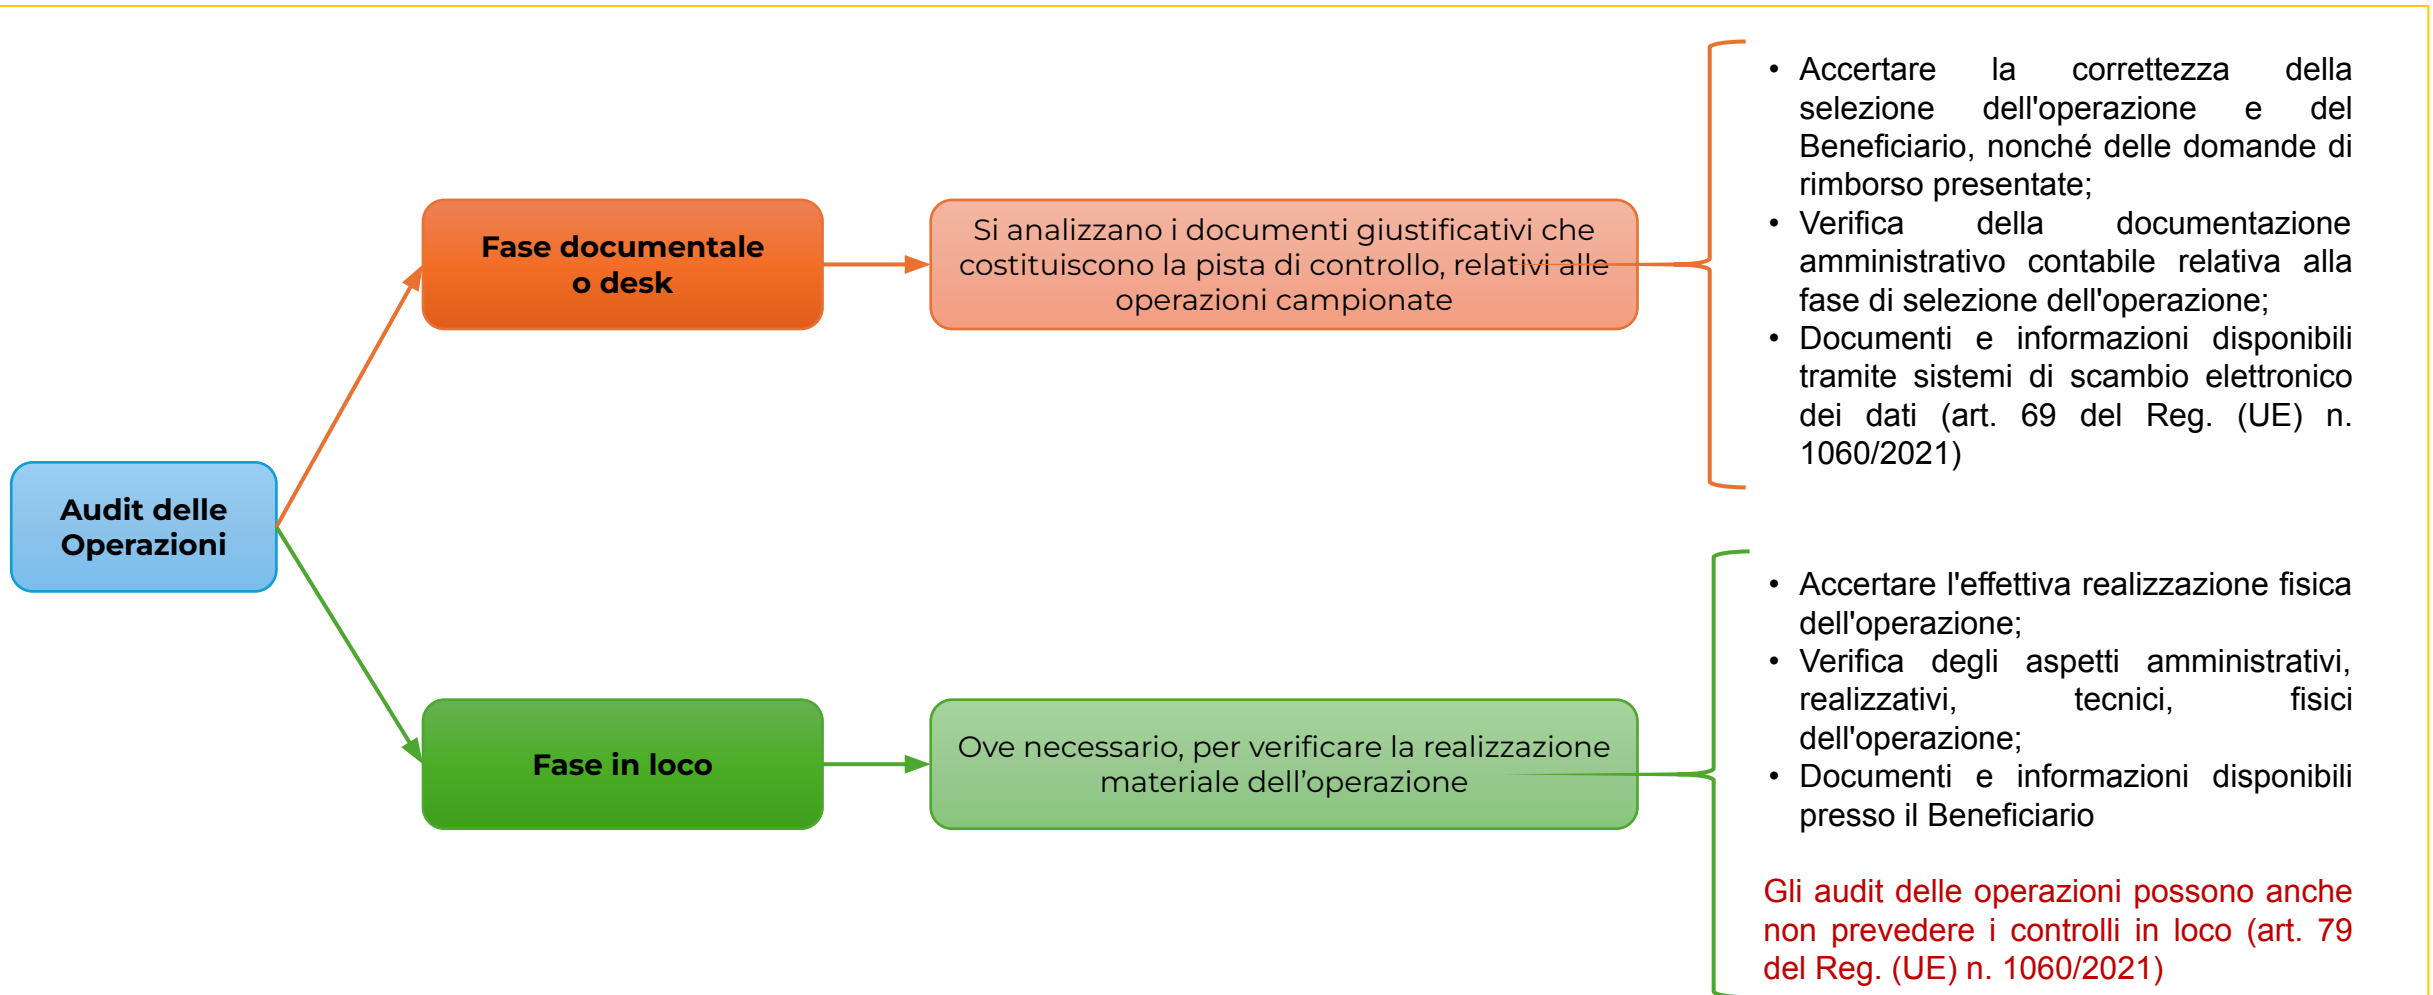 Audit delle
Operazioni
Fase documentale
o desk
Si analizzano i documenti giustificativi che
costituiscono la pista di controllo, relativi alle
operazioni campionate
• Accertare la correttezza della
selezione dell'operazione e del
Beneficiario, nonché delle domande di
rimborso presentate;
• Verifica della documentazione
amministrativo contabile relativa alla
fase di selezione dell'operazione;
• Documenti e informazioni disponibili
tramite sistemi di scambio elettronico
dei dati (art. 69 del Reg. (UE) n.
1060/2021)
Fase in loco
Ove necessario, per verificare la realizzazione
materiale dell’operazione
• Accertare l'effettiva realizzazione fisica
dell'operazione;
• Verifica degli aspetti amministrativi,
realizzativi, tecnici, fisici
dell'operazione;
• Documenti e informazioni disponibili
presso il Beneficiario
Gli audit delle operazioni possono anche
non prevedere i controlli in loco (art. 79
del Reg. (UE) n. 1060/2021)